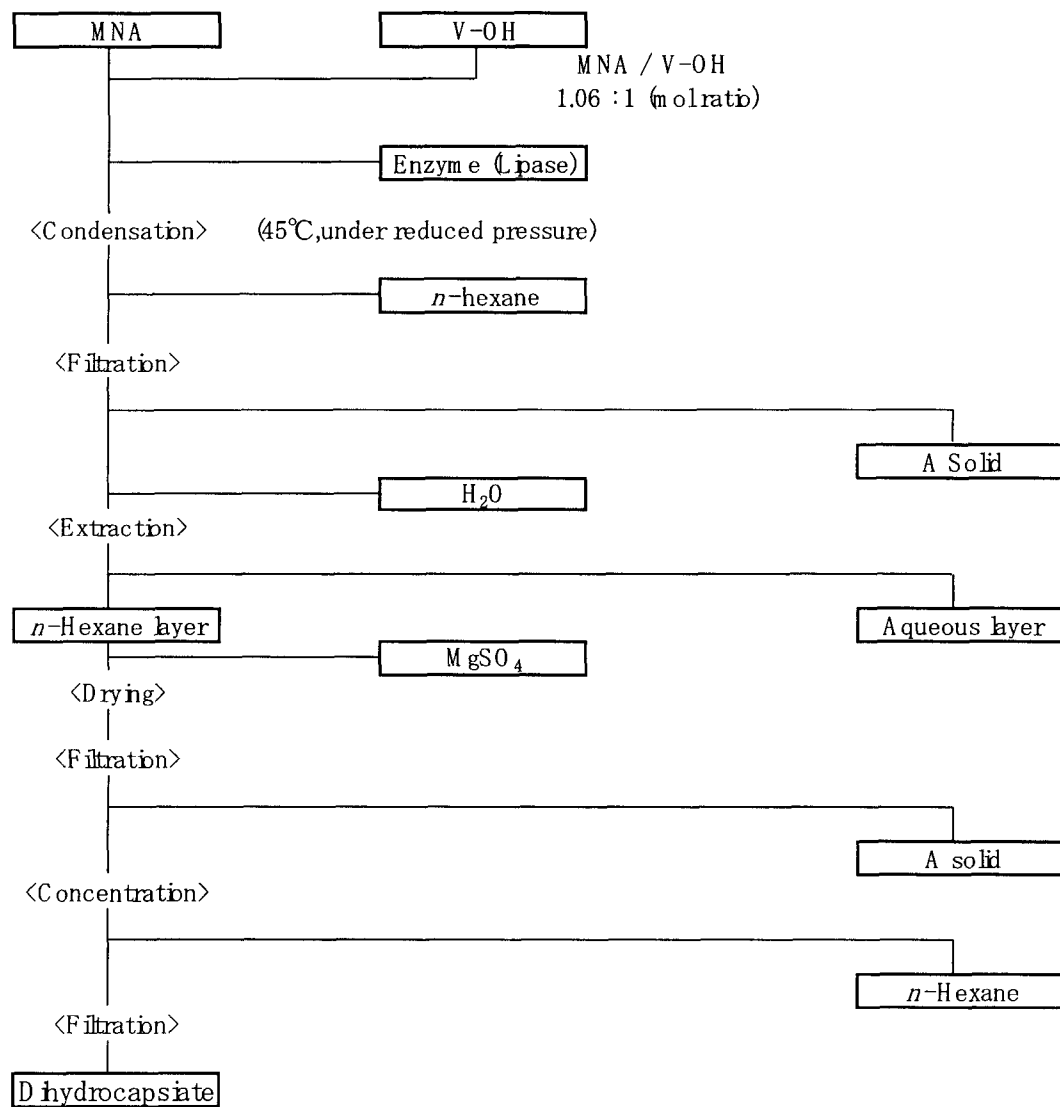 MNA
V-OH
MNA / V-OH
1.06 : 1 (molratio)
Enzyme (Lipase)
<Condensation>
(45℃,under reduced pressure)
n-hexane
<Filtration>
A Solid
H₂O
<Extraction>
n-Hexane layer
Aqueous layer
MgSO₄
<Drying>
<Filtration>
A solid
<Concentration>
n-Hexane
<Filtration>
Dihydrocapsiate